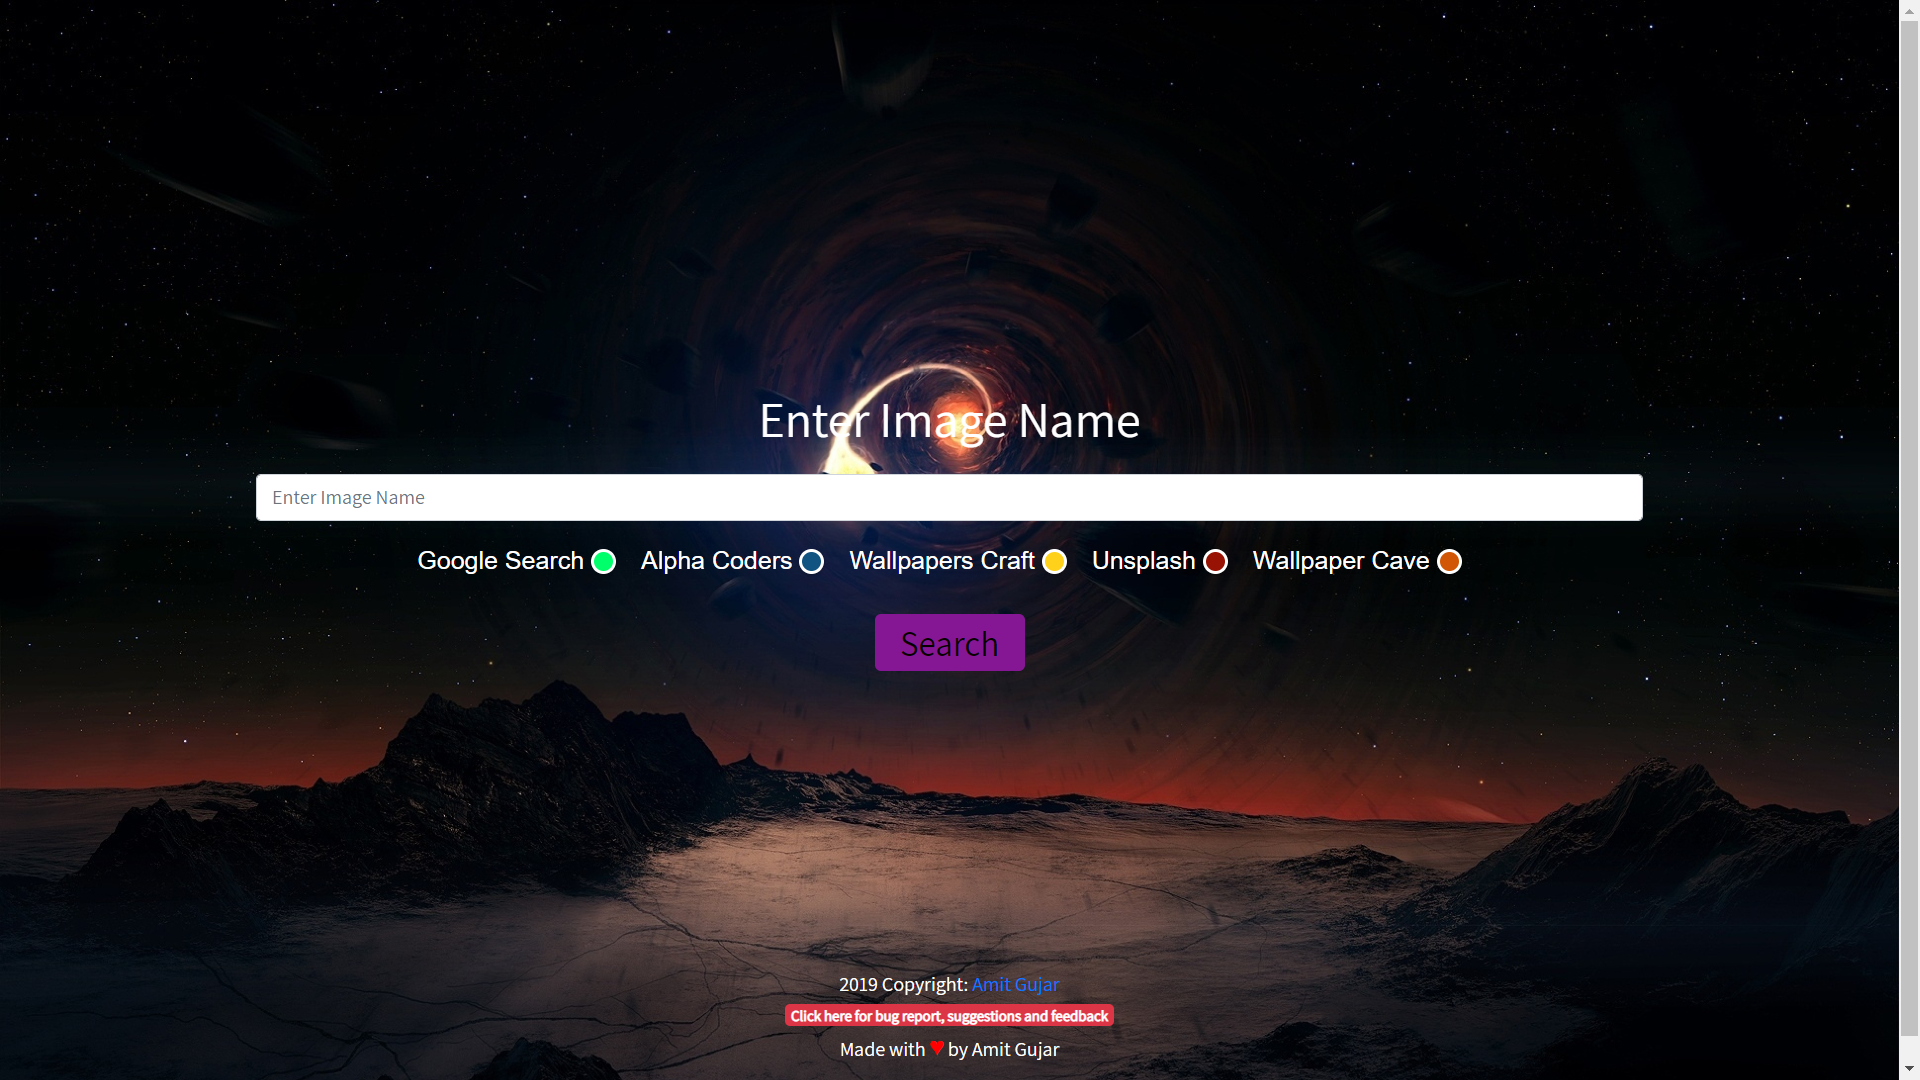 Enter Image Name
Enter Image Name
Google Search Alpha Coders Wallpapers Craft Unsplash Wallpaper Cave
Search
2019 Copyright: Amit Gujar
Click here for bug report, suggestions and feedback
Made with ♥ by Amit Gujar